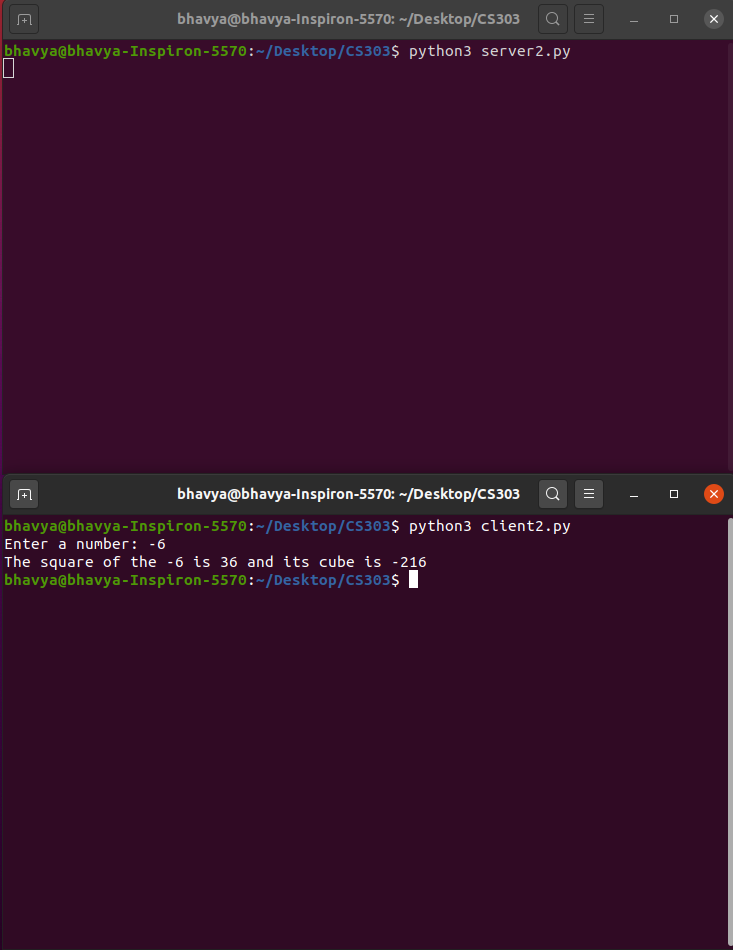 bhavya@bhavya-Inspiron-5570: ~/Desktop/CS303
bhavya@bhavya-Inspiron-5570:~/Desktop/CS303$ python3 server2.py
bhavya@bhavya-Inspiron-5570: ~/Desktop/CS303
bhavya@bhavya-Inspiron-5570:~/Desktop/CS303$ python3 client2.py
Enter a number: -6
The square of the -6 is 36 and its cube is -216
bhavya@bhavya-Inspiron-5570:~/Desktop/CS303$